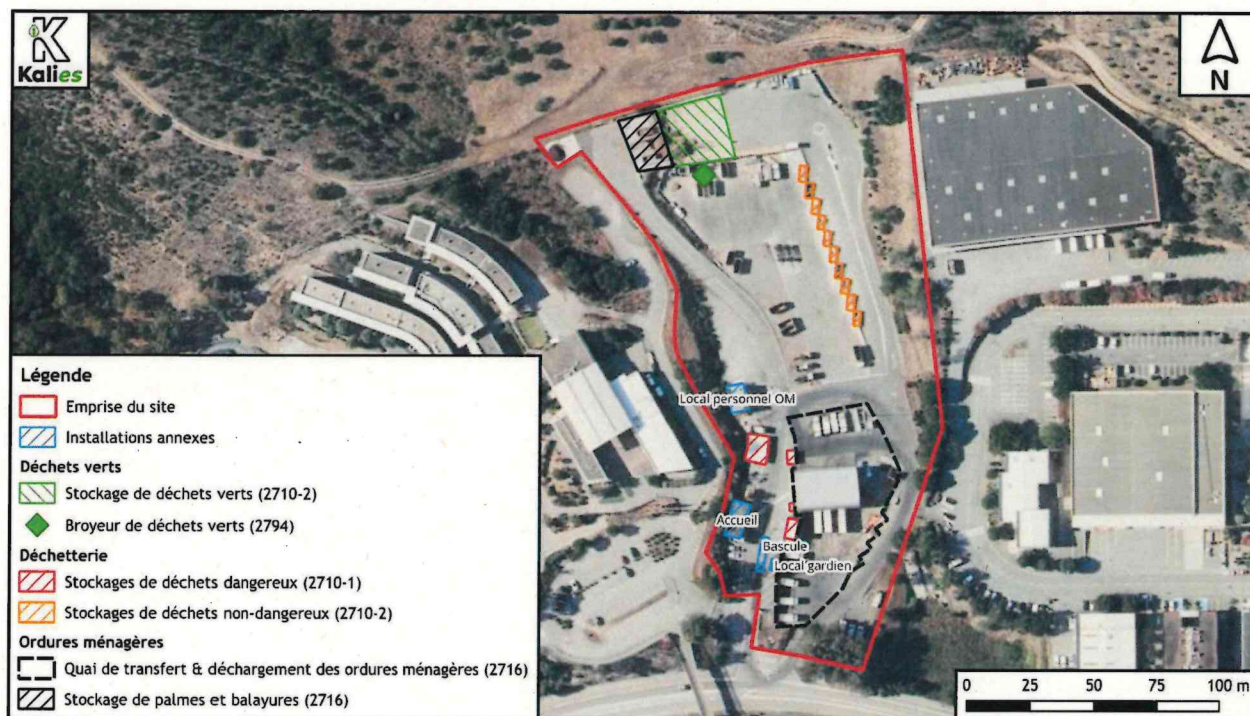 Kalies
N
Local personnel OM
Accueil
Bascule
Local gardien
Légende
Emprise du site
Installations annexes
Déchets verts
Stockage de déchets verts (2710-2)
Broyeur de déchets verts (2794)
Déchetterie
Stockages de déchets dangereux (2710-1)
Stockages de déchets non-dangereux (2710-2)
Ordures ménagères
Quai de transfert & déchargement des ordures ménagères (2716)
Stockage de palmes et balayures (2716)
0 25 50 75 100 m